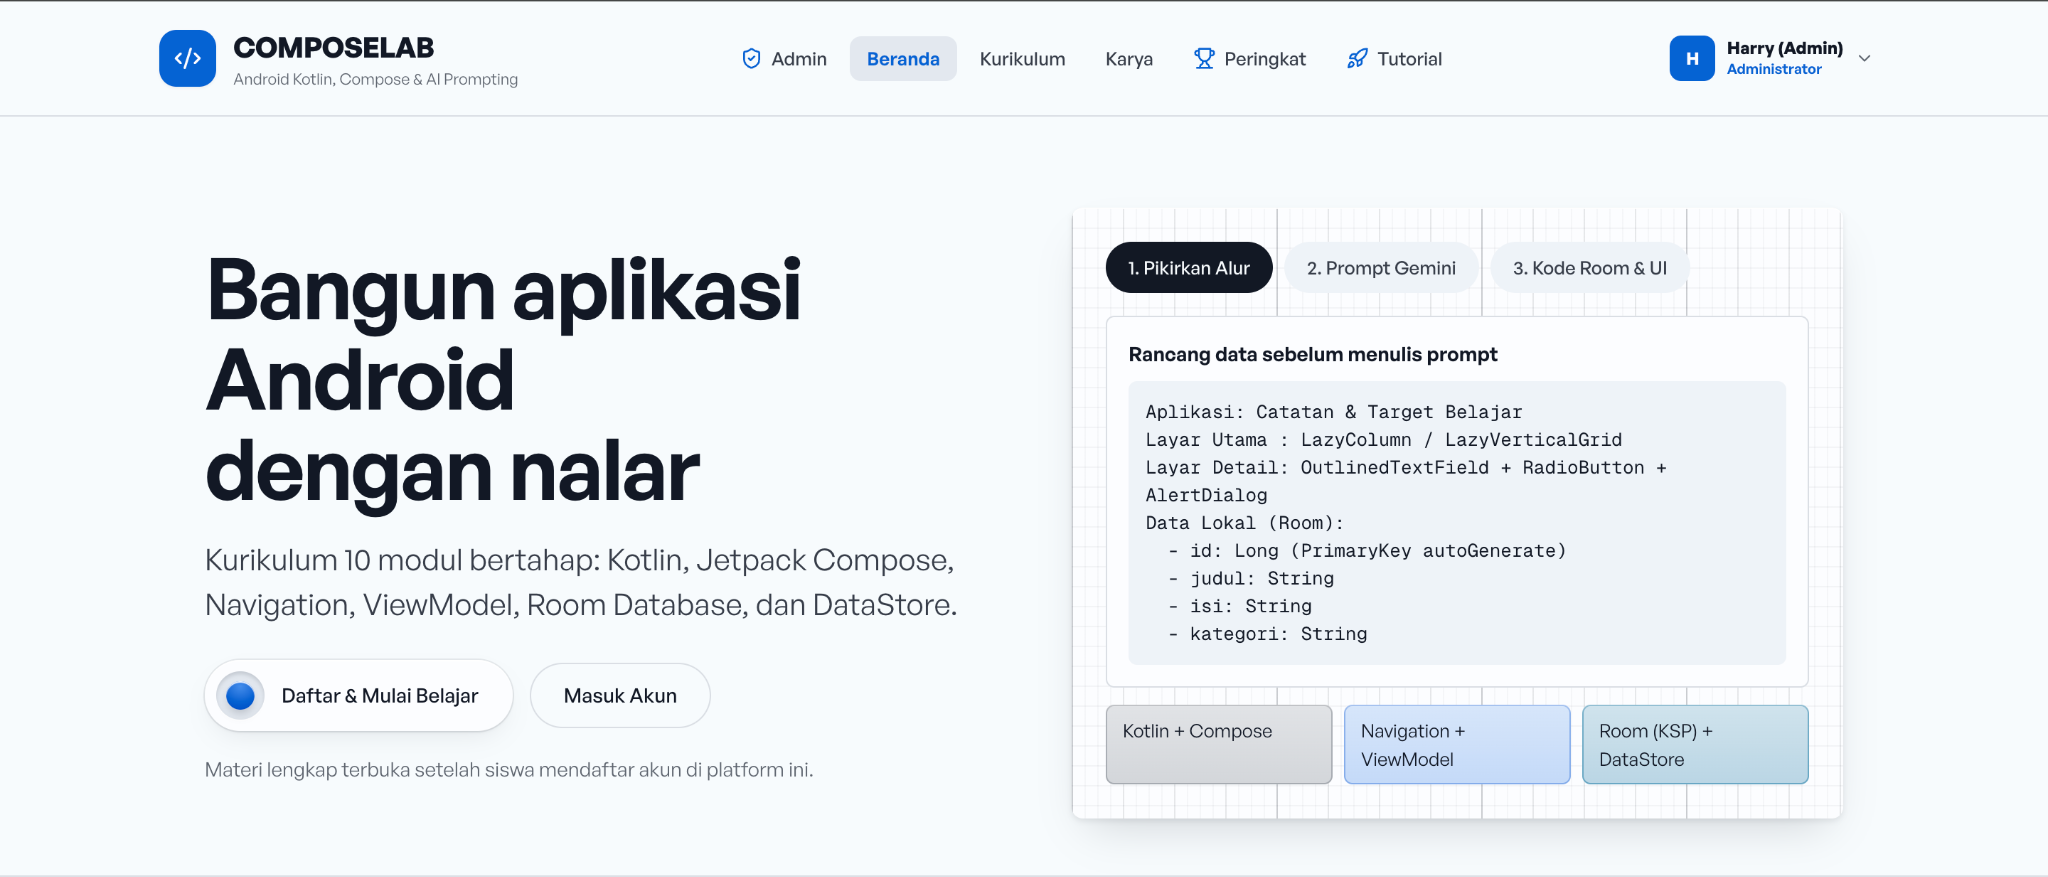 COMPOSELAB
Android Kotlin, Compose & AI Prompting
Admin
Beranda
Kurikulum
Karya
Peringkat
Tutorial
H
Harry (Admin)
Administrator
Bangun aplikasi
Android
dengan nalar
Kurikulum 10 modul bertahap: Kotlin, Jetpack Compose,
Navigation, ViewModel, Room Database, dan DataStore.
Daftar & Mulai Belajar
Masuk Akun
Materi lengkap terbuka setelah siswa mendaftar akun di platform ini.
1. Pikirkan Alur
2. Prompt Gemini
3. Kode Room & UI
Rancang data sebelum menulis prompt
Aplikasi: Catatan & Target Belajar
Layar Utama : LazyColumn / LazyVerticalGrid
Layar Detail: OutlinedTextField + RadioButton +
AlertDialog
Data Lokal (Room):
- id: Long (PrimaryKey autoGenerate)
- judul: String
- isi: String
- kategori: String
Kotlin + Compose
Navigation +
ViewModel
Room (KSP) +
DataStore